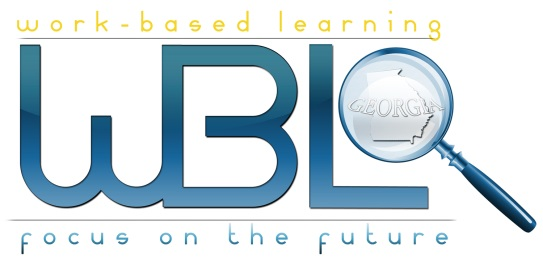 work-based learning
WBL
GEORGIA
focus on the future